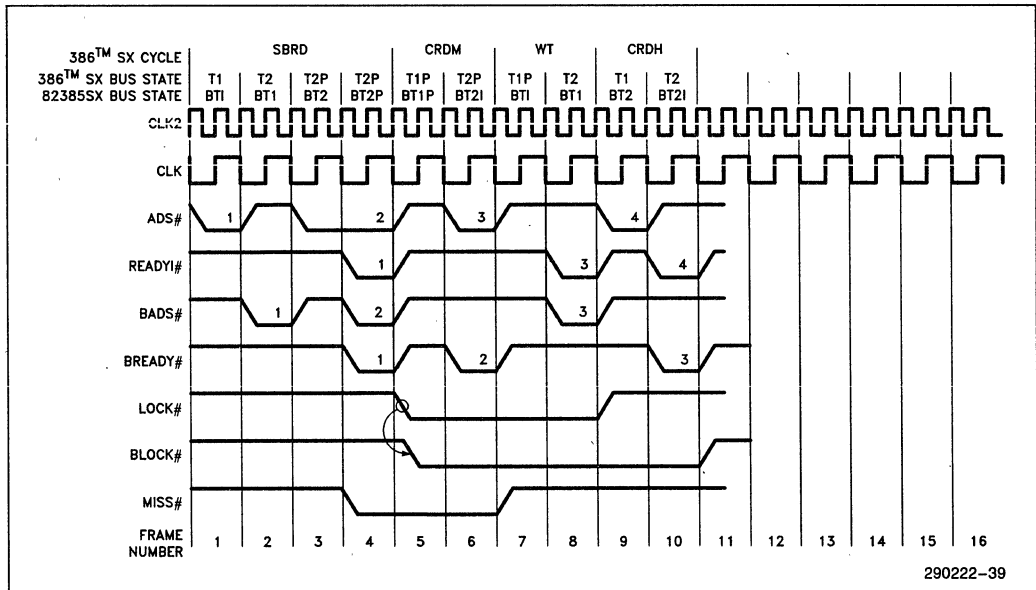 386™ SX CYCLE SBRD CRDM WT CRDH
386™ SX BUS STATE T1 T2 T2P T2P T1P T2P T1P T2 T1 T2
82385SX BUS STATE BTI BT1 BT2 BT2P BT1P BT2I BTI BT1 BT2 BT2I
CLK2
CLK
ADS# 1 2 3 4
READYI# 1 3 4
BADS# 1 2 3
BREADY# 1 2 3
LOCK#
BLOCK#
MISS#
FRAME NUMBER 1 2 3 4 5 6 7 8 9 10 11 12 13 14 15 16
290222-39